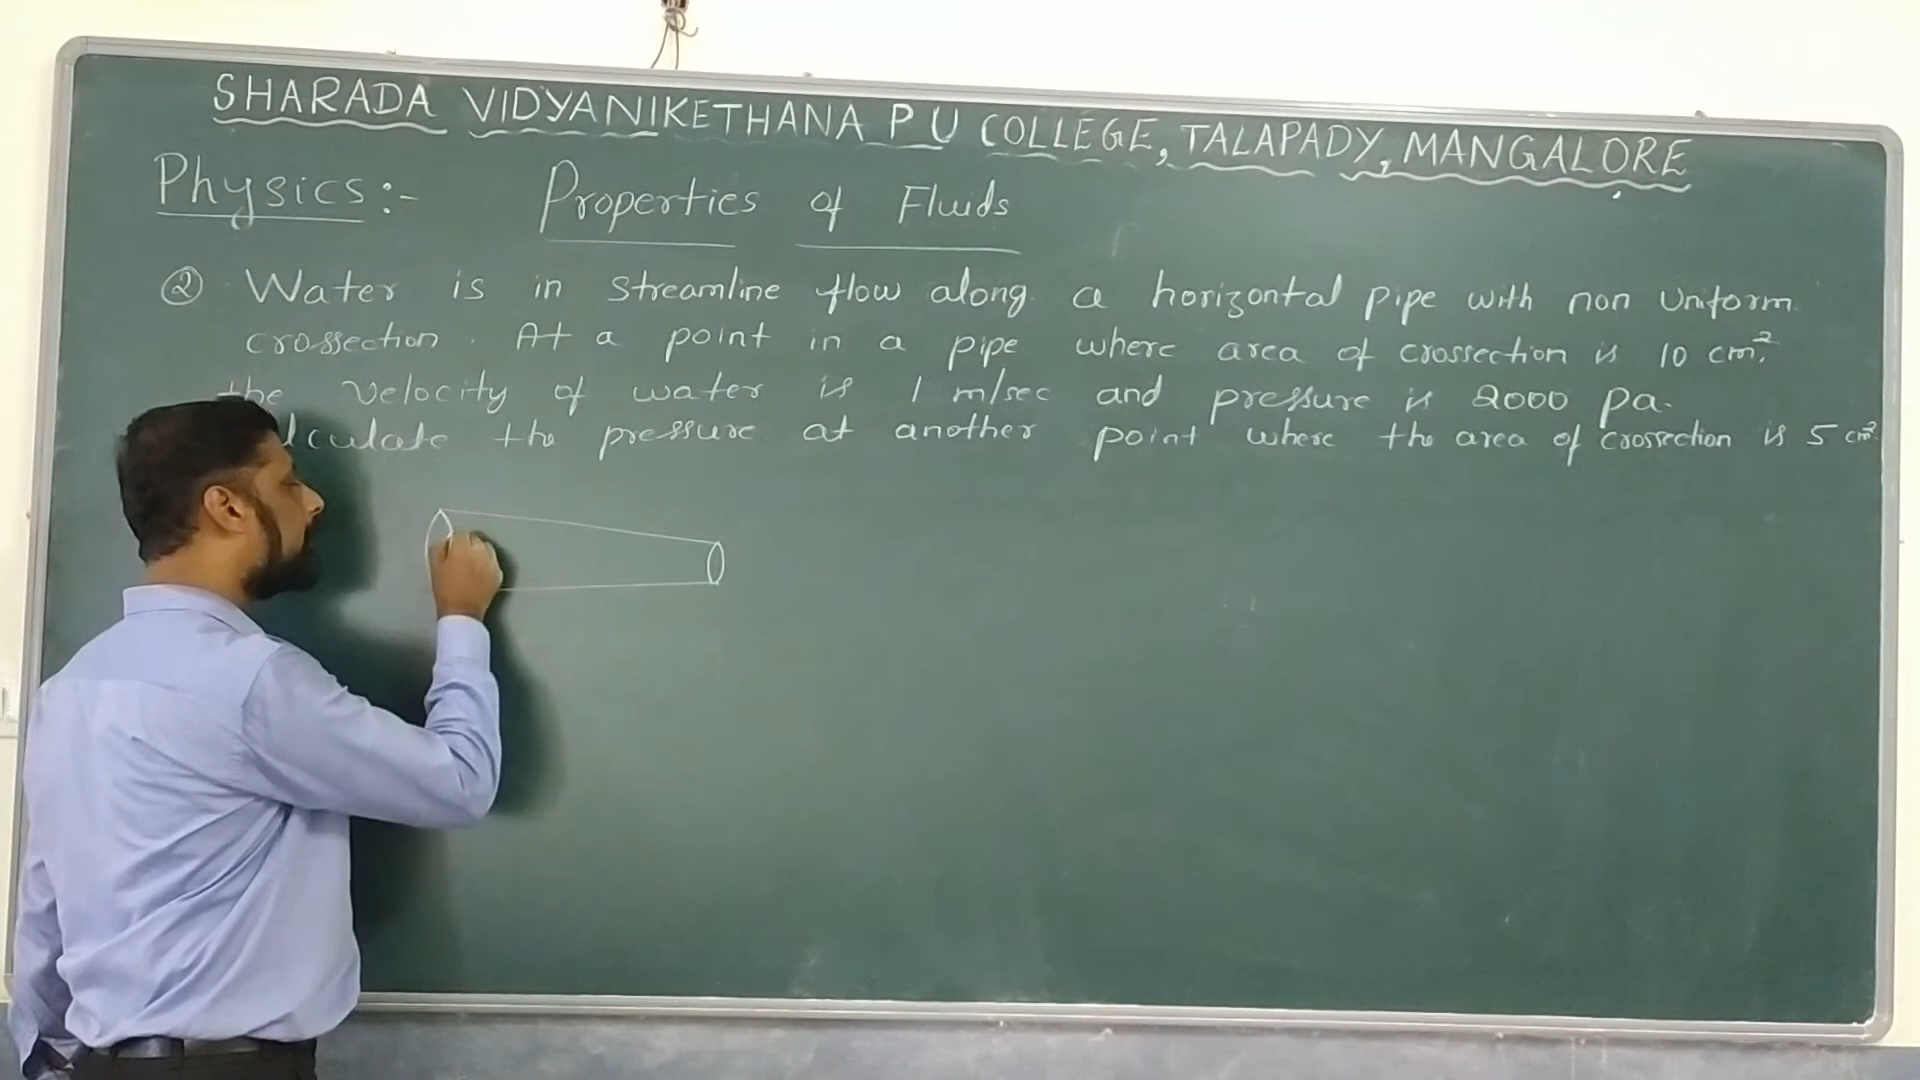 SHARADA VIDYANIKETHANA P U COLLEGE, TALAPADY, MANGALORE
Physics:- Properties of Fluids
② Water is in streamline flow along a horizontal pipe with non uniform
crossection. At a point in a pipe where area of crossection is 10 cm².
the velocity of water is 1 m/sec and pressure is 2000 pa.
the pressure at another point where the area of crossection is 5 cm².